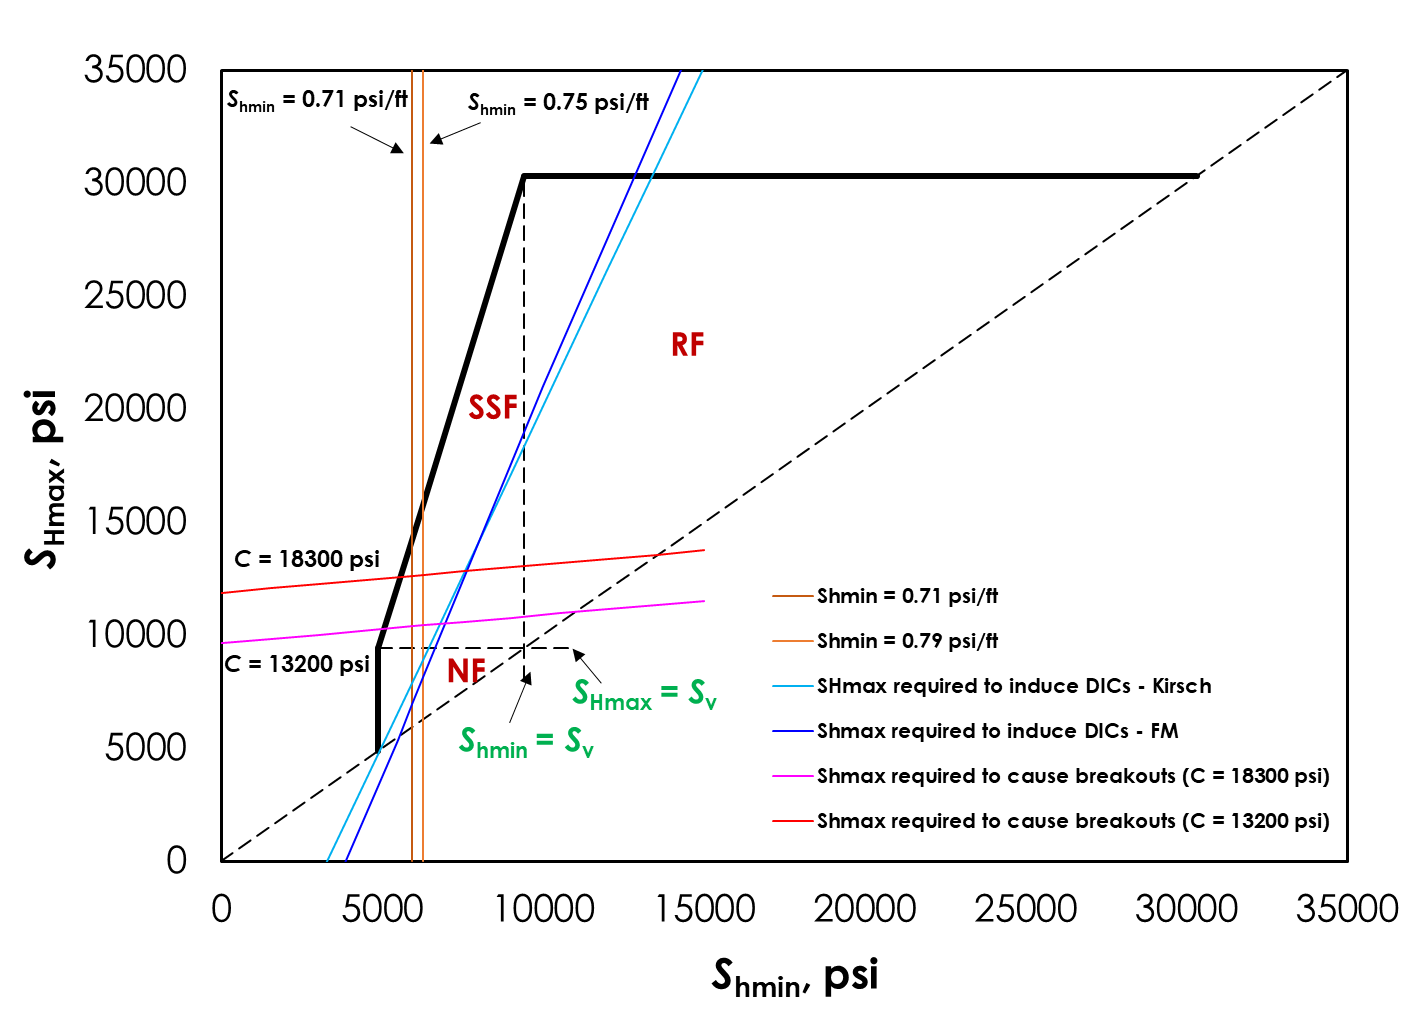 35000
30000
25000
20000
15000
10000
5000
0
SHmax, psi
Shmin = 0.71 psi/ft
Shmin = 0.75 psi/ft
RF
SSF
C = 18300 psi
C = 13200 psi
NF
SHmax = Sv
Shmin = Sv
Shmin = 0.71 psi/ft
Shmin = 0.79 psi/ft
SHmax required to induce DICs - Kirsch
Shmax required to induce DICs - FM
Shmax required to cause breakouts (C = 18300 psi)
Shmax required to cause breakouts (C = 13200 psi)
0 5000 10000 15000 20000 25000 30000 35000
Shmin, psi